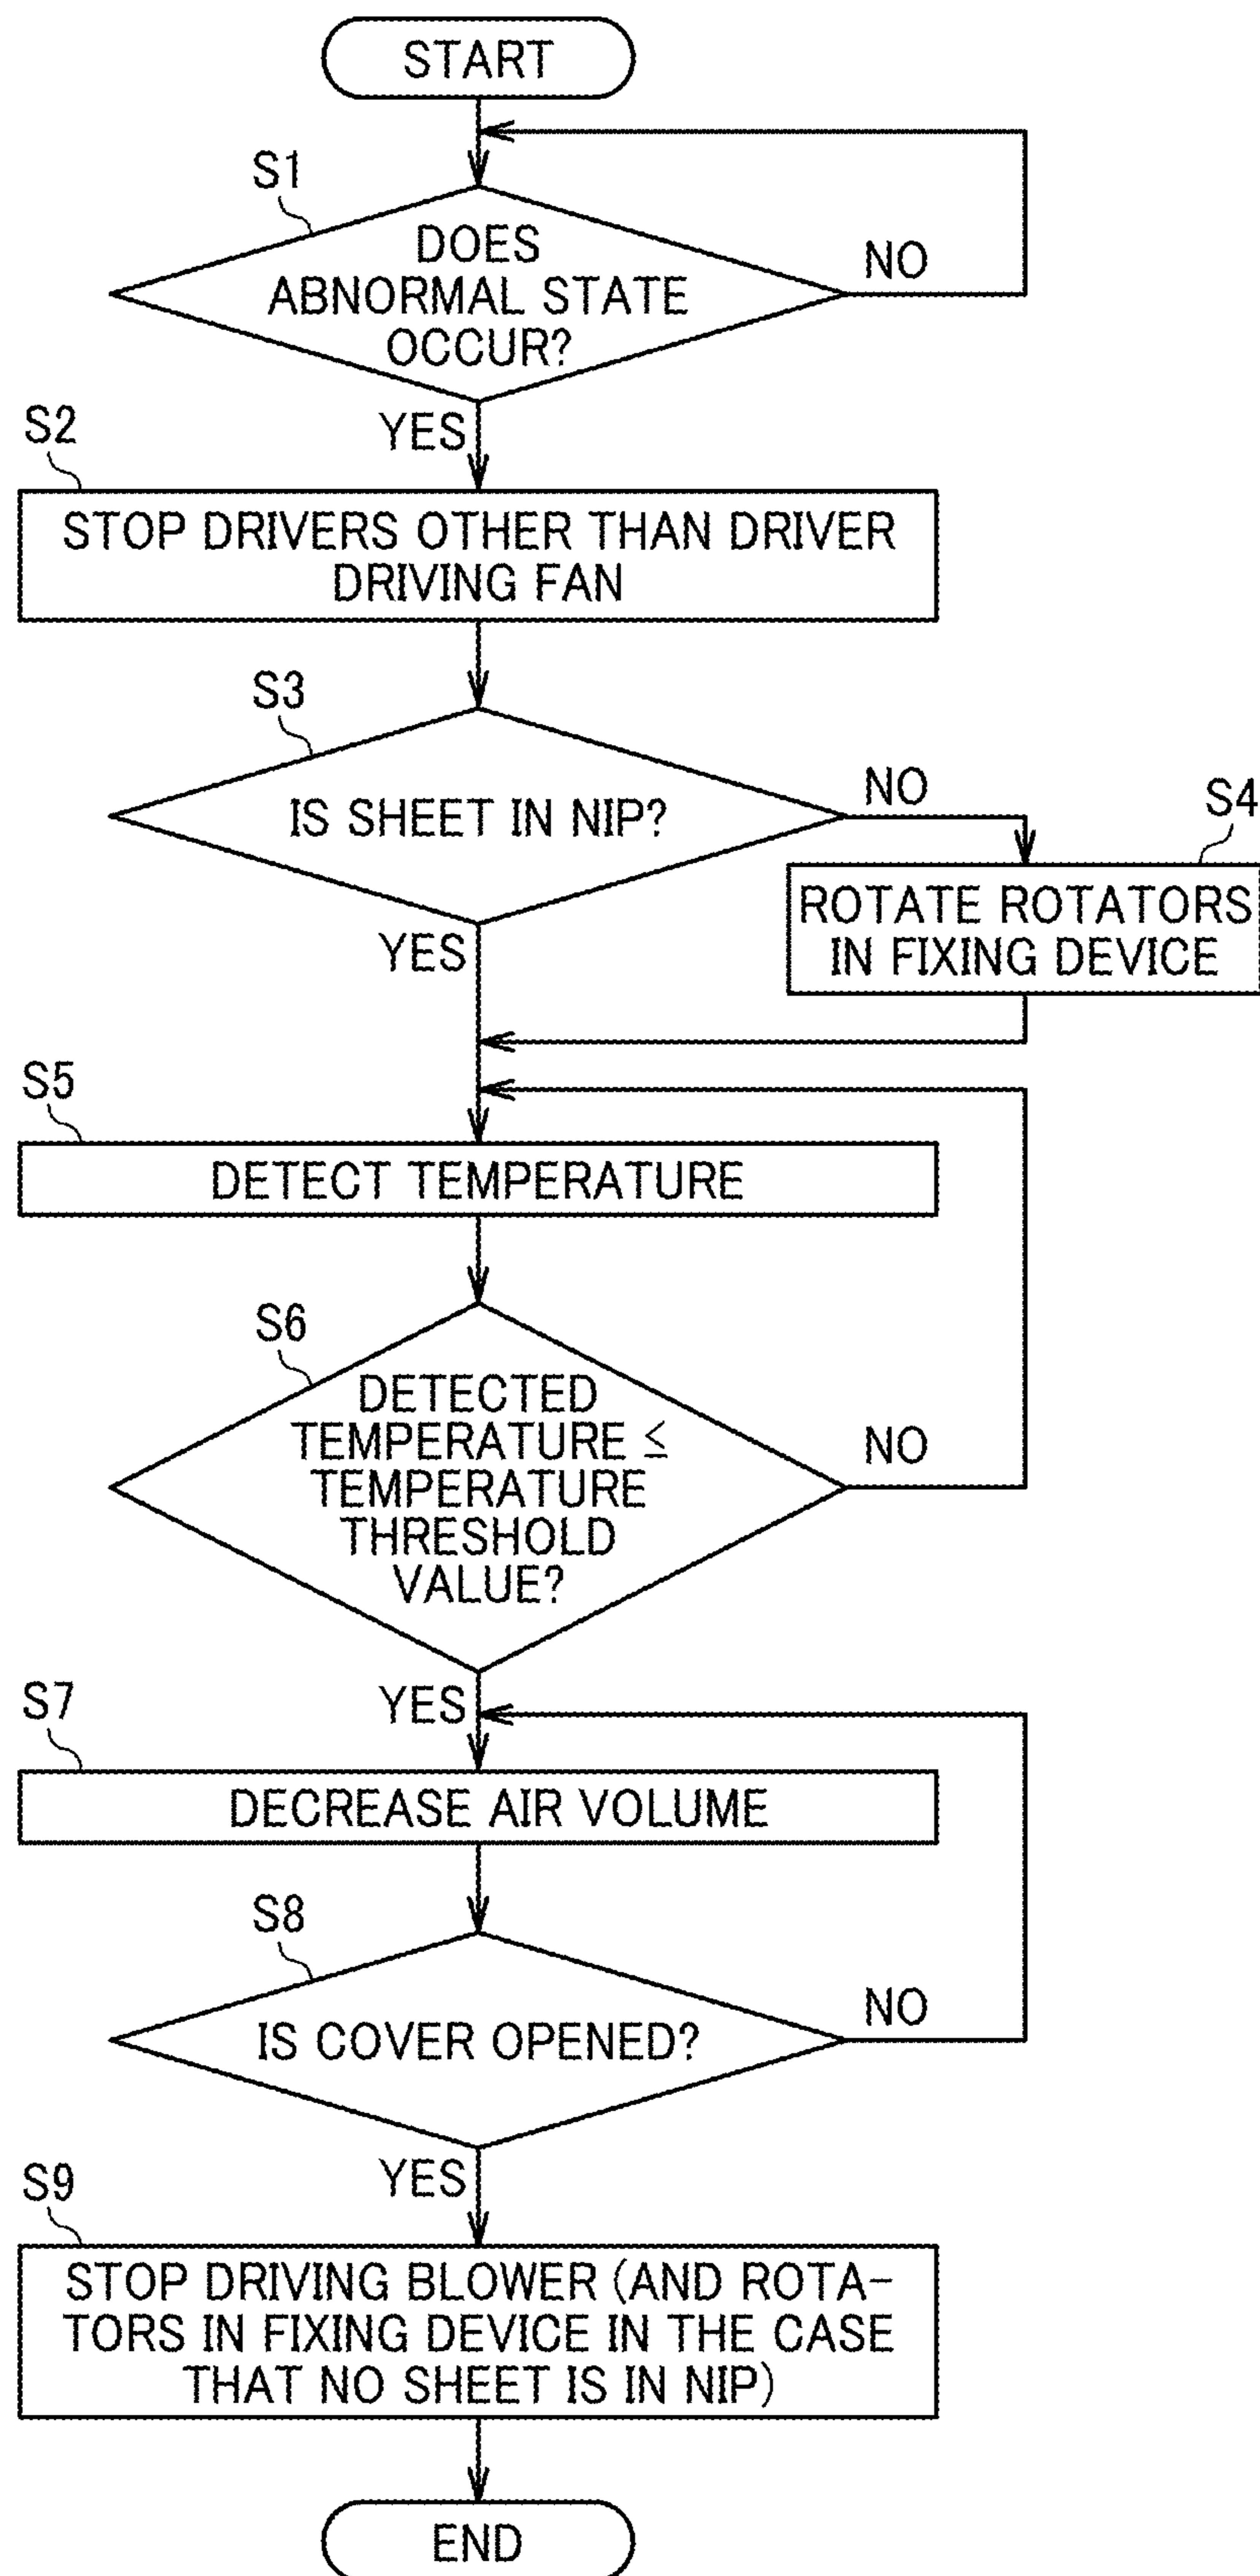 START
S1
DOES
ABNORMAL STATE
OCCUR?
NO
YES
S2
STOP DRIVERS OTHER THAN DRIVER
DRIVING FAN
S3
IS SHEET IN NIP?
NO
S4
ROTATE ROTATORS
IN FIXING DEVICE
YES
S5
DETECT TEMPERATURE
S6
DETECTED
TEMPERATURE ≦
TEMPERATURE
THRESHOLD
VALUE?
NO
YES
S7
DECREASE AIR VOLUME
S8
IS COVER OPENED?
NO
YES
S9
STOP DRIVING BLOWER (AND ROTA-
TORS IN FIXING DEVICE IN THE CASE
THAT NO SHEET IS IN NIP)
END